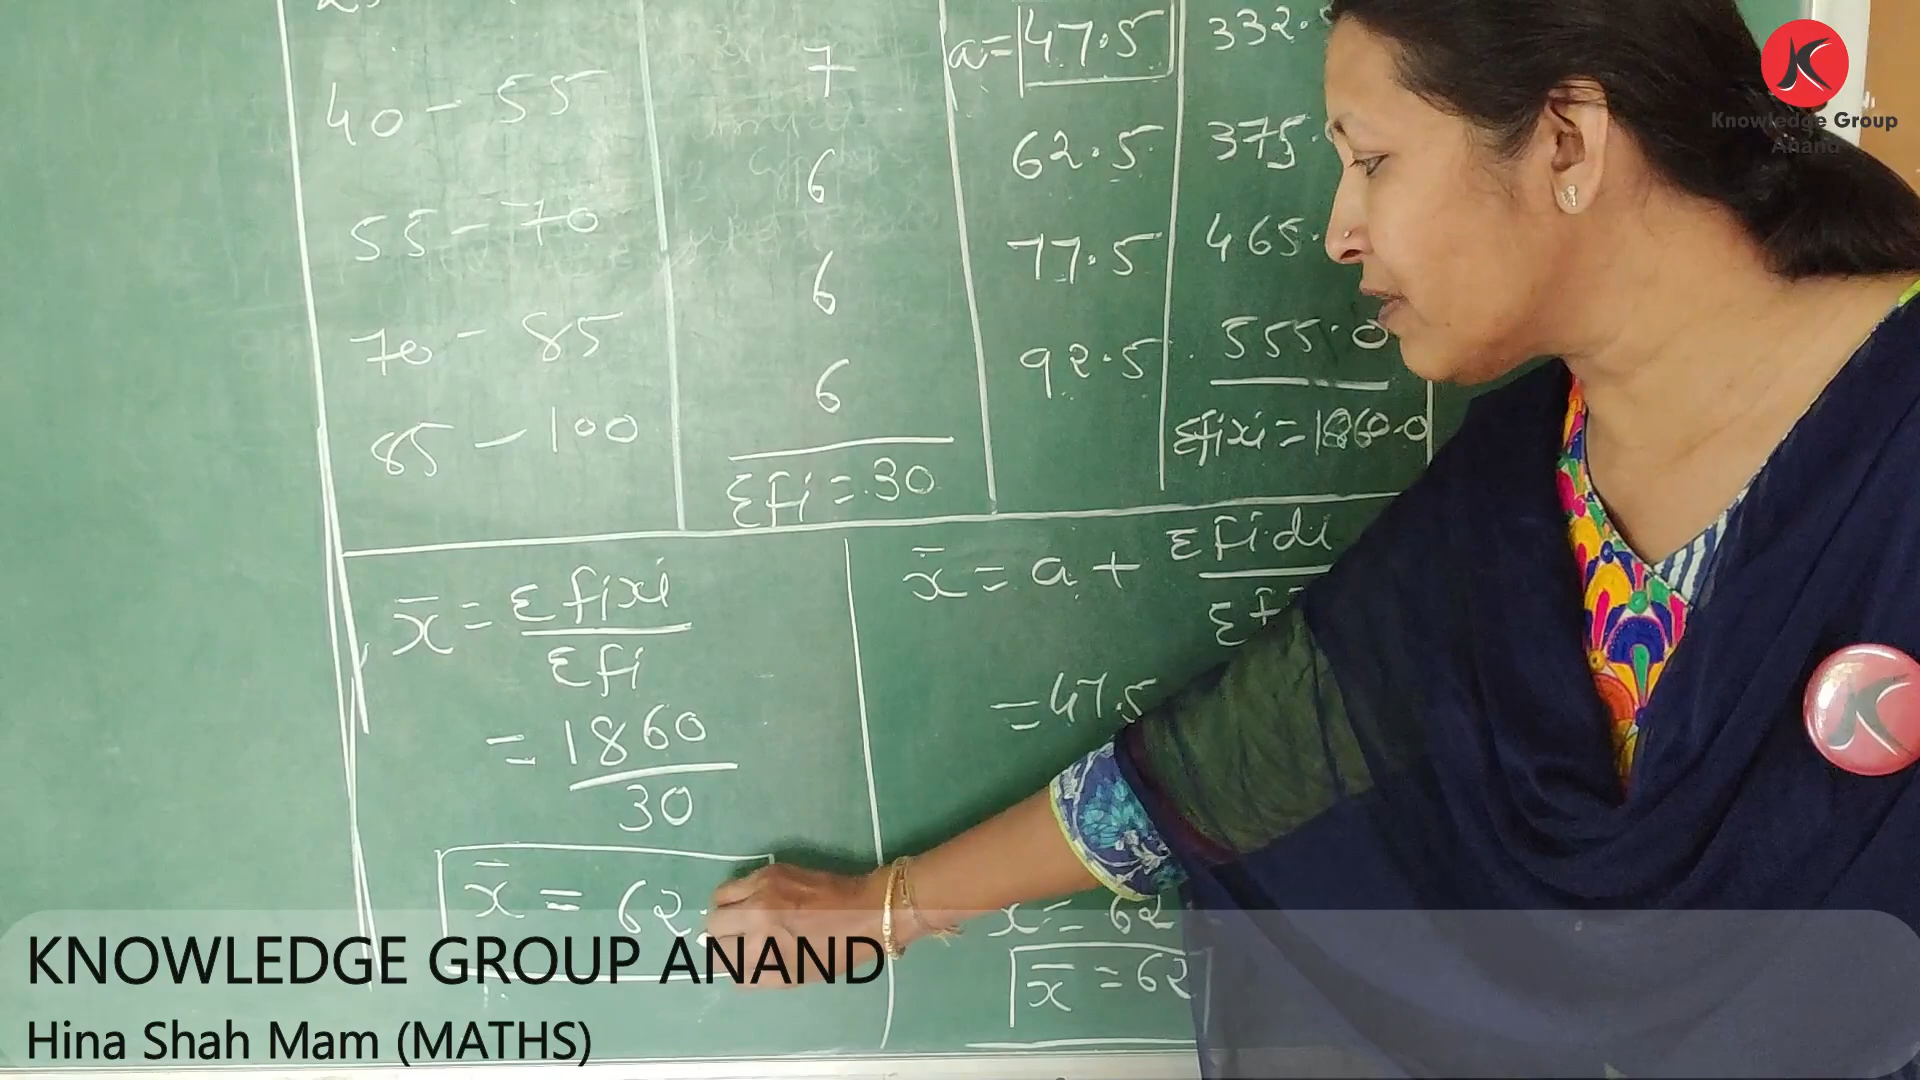 7 a = 47.5 332.
40 - 55
6 62.5 375.
55 - 70
6 77.5 465.
70 - 85
6 92.5 555.0
85 - 100
Σfi = 30 Σfixi = 1860.0
x̄ = Σfixi / Σfi
= 1860 / 30
x̄ = 62.
x̄ = a + Σfidi / Σf
= 47.5
x = 62
x̄ = 62
Knowledge Group
Anand
KNOWLEDGE GROUP ANAND
Hina Shah Mam (MATHS)